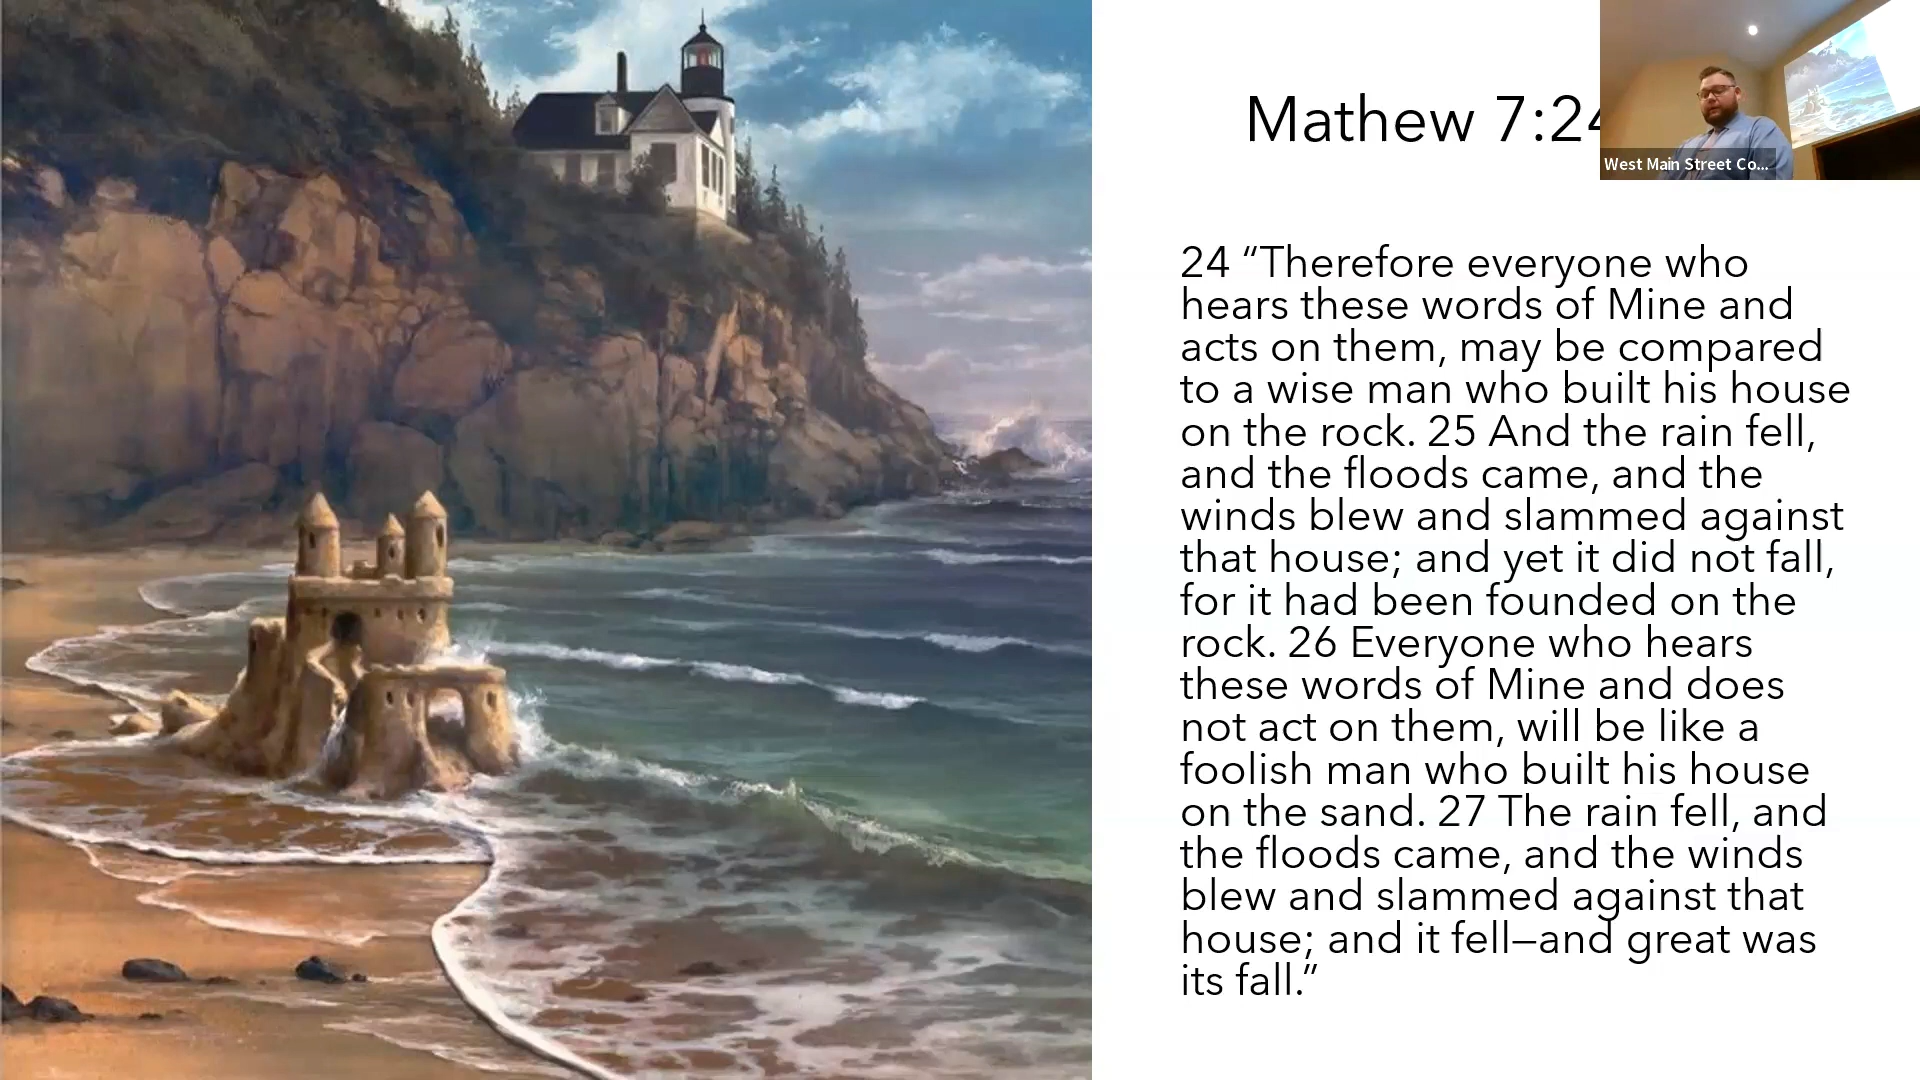 Mathew 7:24
West Main Street Co...
24 “Therefore everyone who
hears these words of Mine and
acts on them, may be compared
to a wise man who built his house
on the rock. 25 And the rain fell,
and the floods came, and the
winds blew and slammed against
that house; and yet it did not fall,
for it had been founded on the
rock. 26 Everyone who hears
these words of Mine and does
not act on them, will be like a
foolish man who built his house
on the sand. 27 The rain fell, and
the floods came, and the winds
blew and slammed against that
house; and it fell—and great was
its fall.”